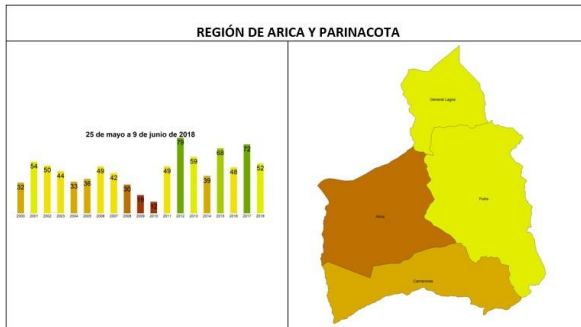 REGIÓN DE ARICA Y PARINACOTA
25 de mayo a 9 de junio de 2018
32 54 50 44 33 36 49 42 30 49 59 39 68 48 72 52
2000 2001 2002 2003 2004 2005 2006 2007 2008 2009 2010 2011 2012 2013 2014 2015 2016 2017 2018
General Lagos
Putre
Arica
Camarones